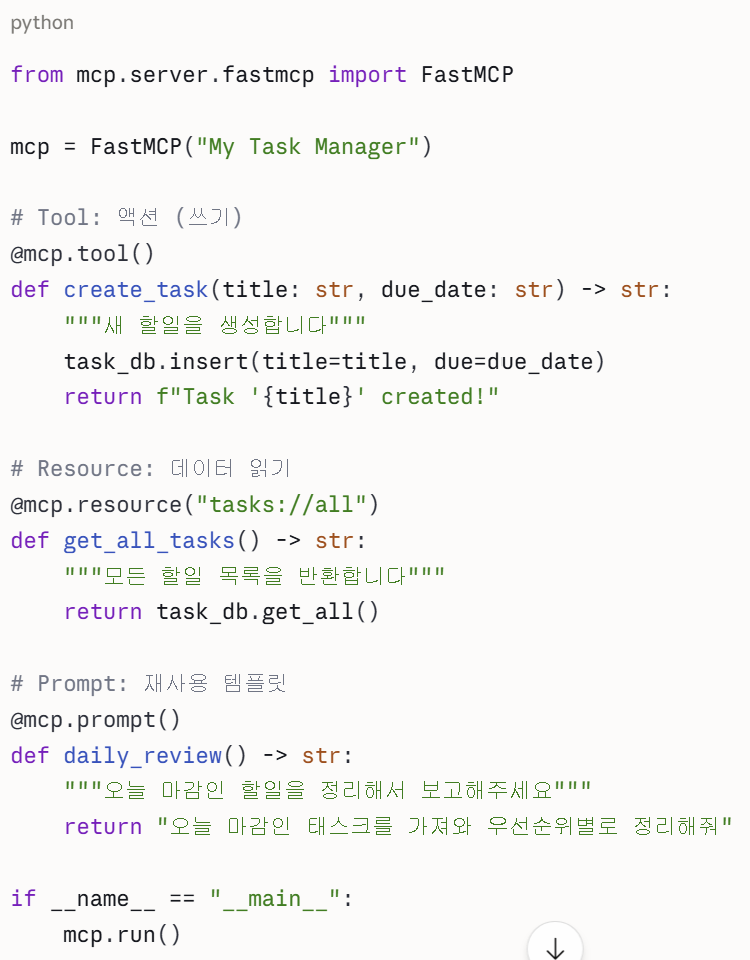 python
from mcp.server.fastmcp import FastMCP
mcp = FastMCP("My Task Manager")
# Tool: 액션 (쓰기)
@mcp.tool()
def create_task(title: str, due_date: str) -> str:
    """새 할일을 생성합니다"""
    task_db.insert(title=title, due=due_date)
    return f"Task '{title}' created!"
# Resource: 데이터 읽기
@mcp.resource("tasks://all")
def get_all_tasks() -> str:
    """모든 할일 목록을 반환합니다"""
    return task_db.get_all()
# Prompt: 재사용 템플릿
@mcp.prompt()
def daily_review() -> str:
    """오늘 마감인 할일을 정리해서 보고해주세요"""
    return "오늘 마감인 태스크를 가져와 우선순위별로 정리해줘"
if __name__ == "__main__":
    mcp.run()